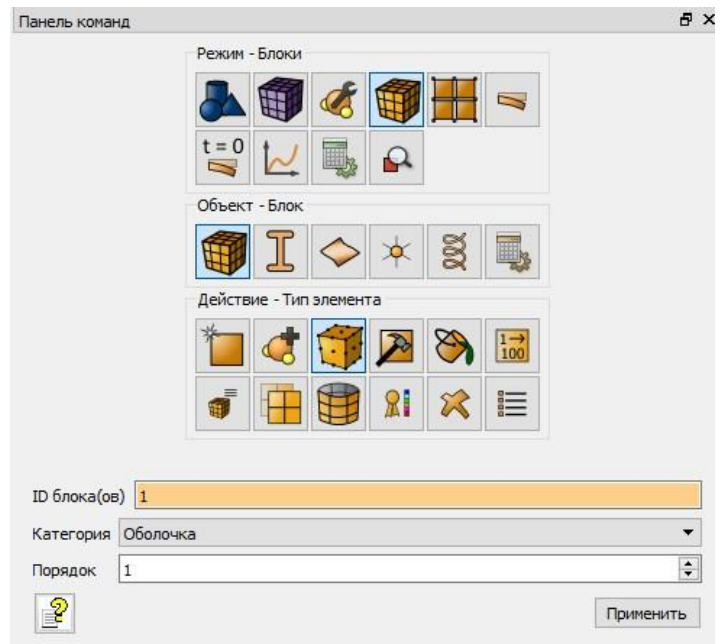 Панель команд
Режим - Блоки
t = 0
Объект - Блок
Действие - Тип элемента
1→
100
ID блока(ов) 1
Категория Оболочка
Порядок 1
Применить